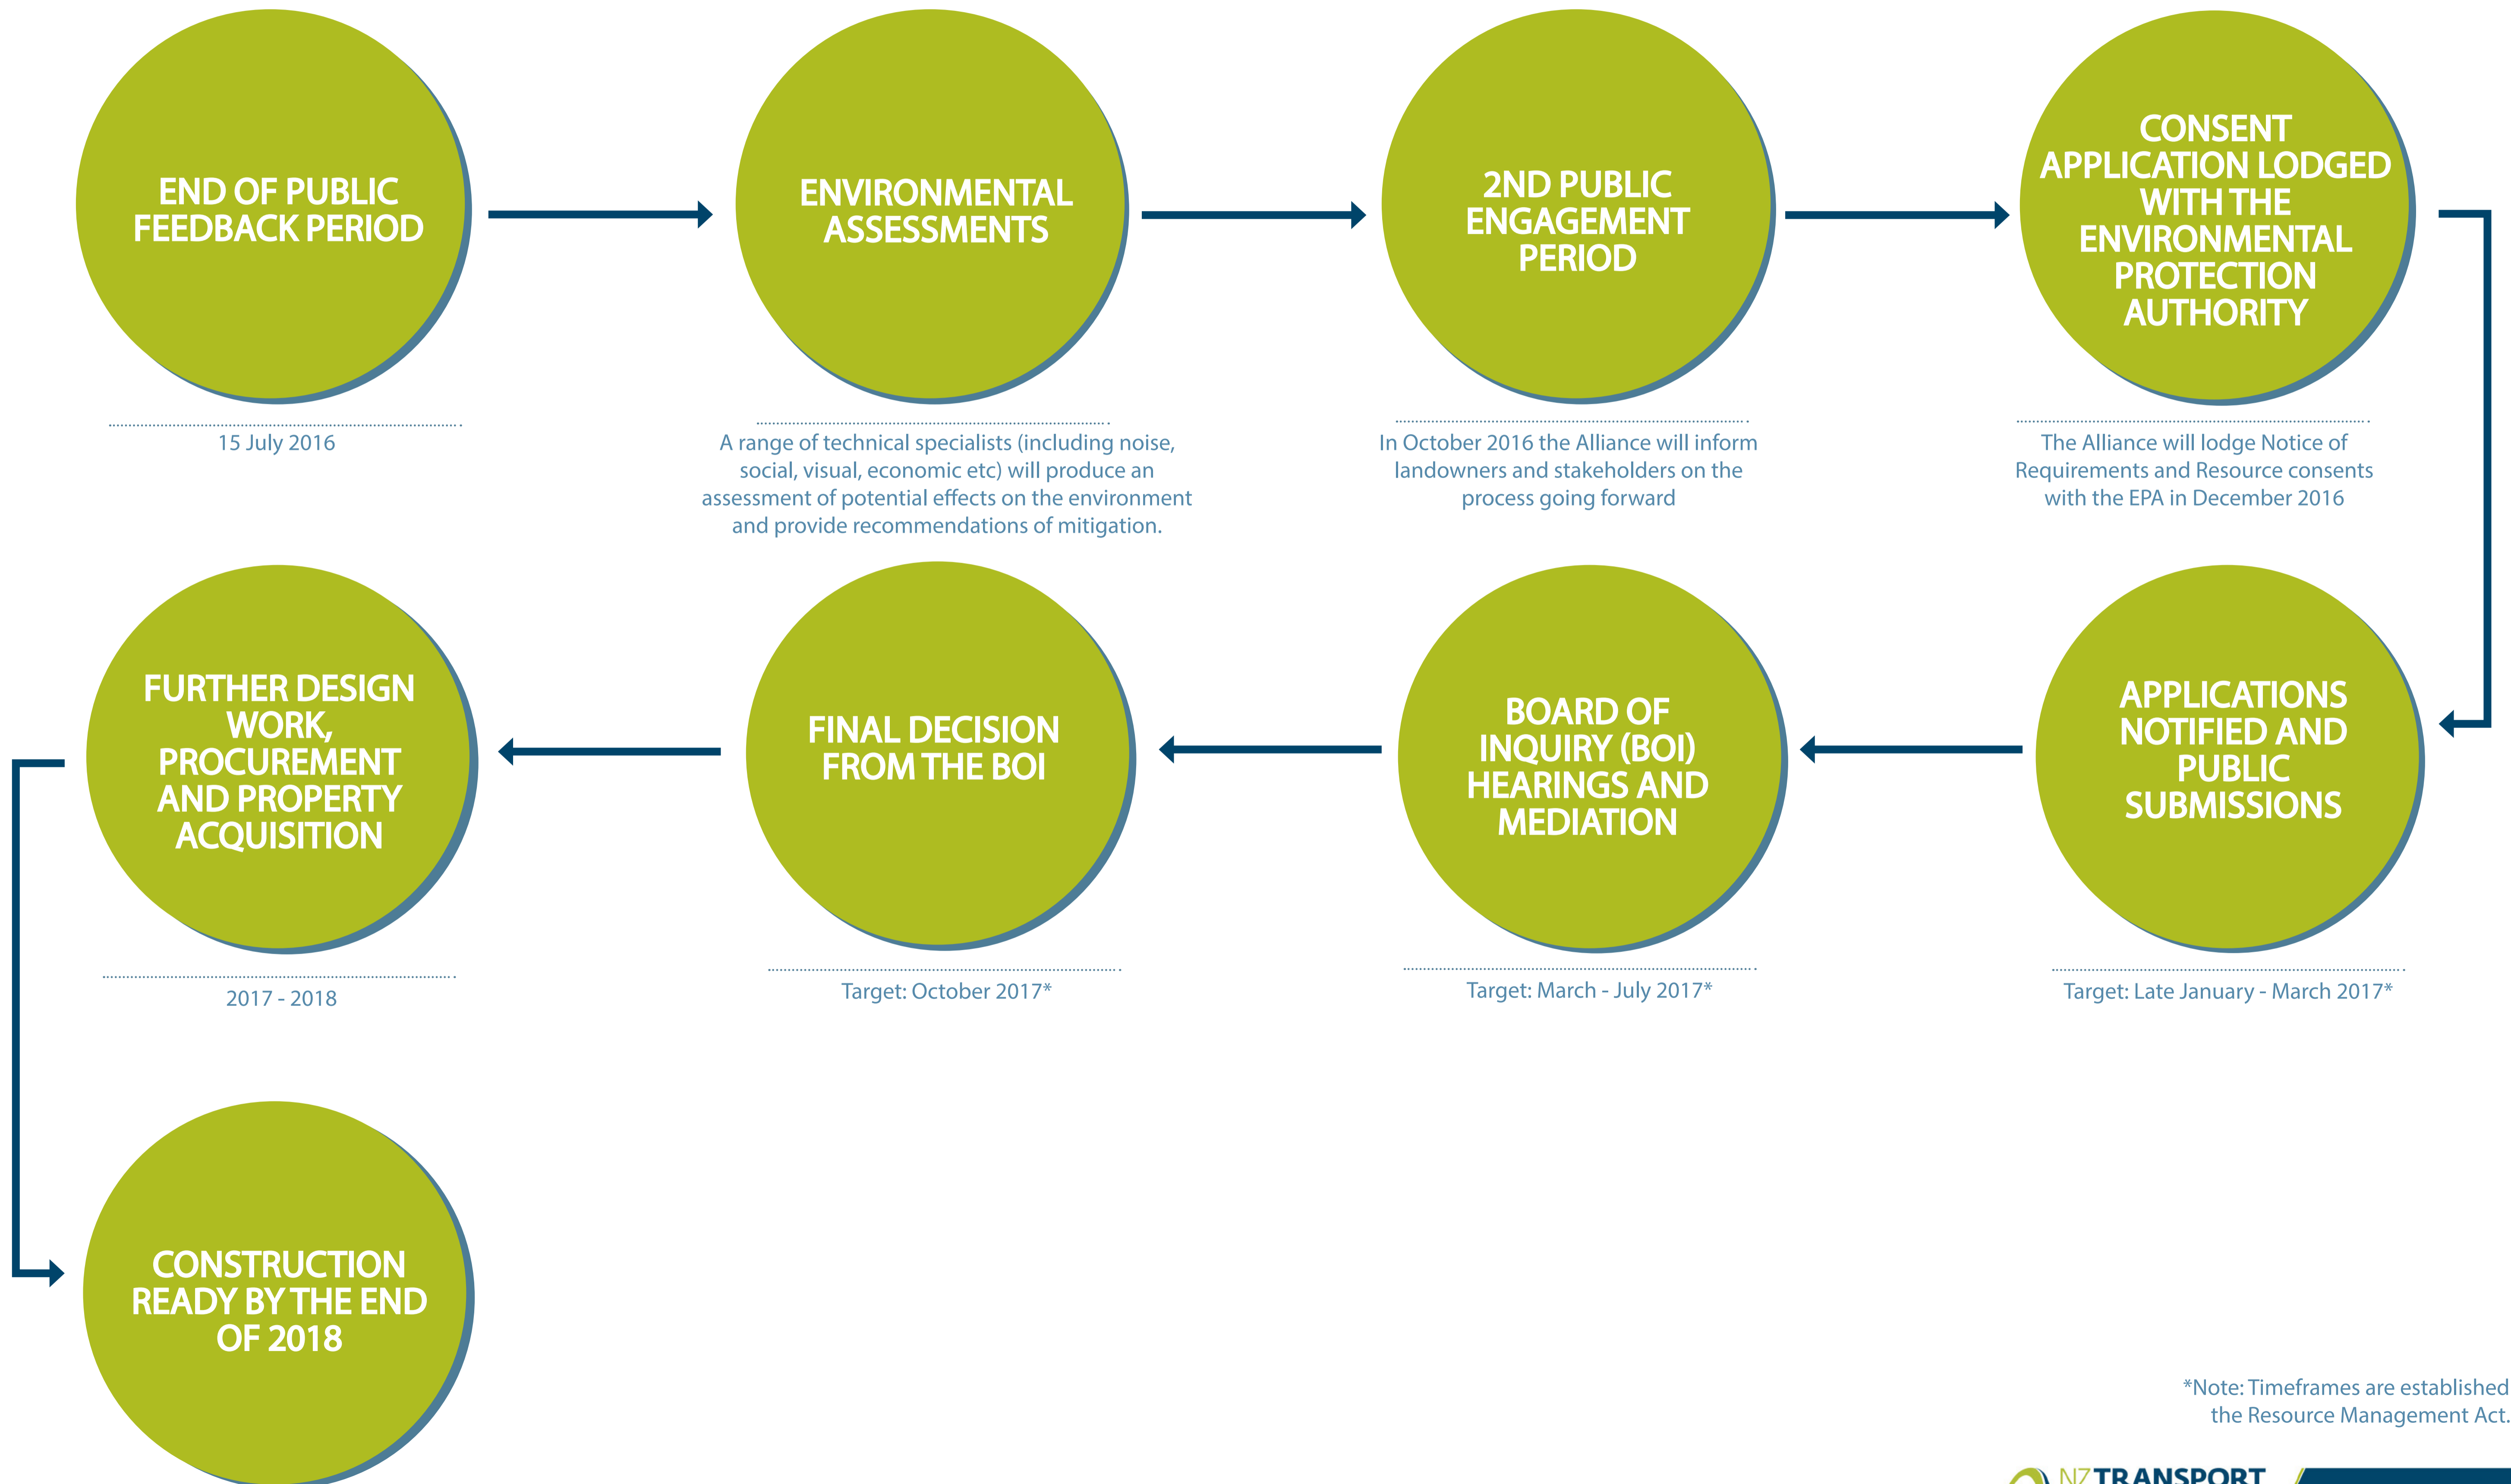 END OF PUBLIC
FEEDBACK PERIOD
15 July 2016
ENVIRONMENTAL
ASSESSMENTS
A range of technical specialists (including noise,
social, visual, economic etc) will produce an
assessment of potential effects on the environment
and provide recommendations of mitigation.
2ND PUBLIC
ENGAGEMENT
PERIOD
In October 2016 the Alliance will inform
landowners and stakeholders on the
process going forward
CONSENT
APPLICATION LODGED
WITH THE
ENVIRONMENTAL
PROTECTION
AUTHORITY
The Alliance will lodge Notice of
Requirements and Resource consents
with the EPA in December 2016
APPLICATIONS
NOTIFIED AND
PUBLIC
SUBMISSIONS
Target: Late January - March 2017*
BOARD OF
INQUIRY (BOI)
HEARINGS AND
MEDIATION
Target: March - July 2017*
FINAL DECISION
FROM THE BOI
Target: October 2017*
FURTHER DESIGN
WORK,
PROCUREMENT
AND PROPERTY
ACQUISITION
2017 - 2018
CONSTRUCTION
READY BY THE END
OF 2018
*Note: Timeframes are established
the Resource Management Act.
NZ TRANSPORT